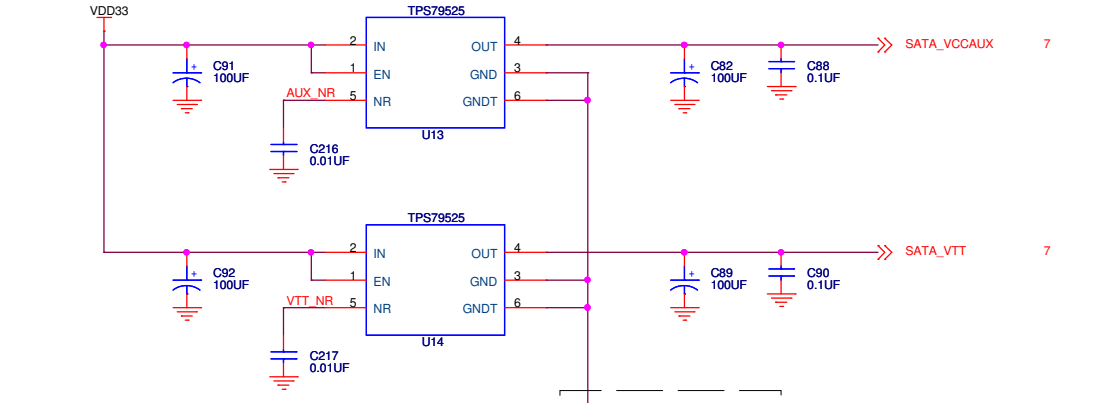 VDD33
TPS79525
2 IN OUT 4
SATA_VCCAUX 7
1 EN GND 3
C91
100UF
C82
100UF
C88
0.1UF
AUX_NR 5 NR GNDT 6
U13
C216
0.01UF
TPS79525
2 IN OUT 4
SATA_VTT 7
1 EN GND 3
C92
100UF
C89
100UF
C90
0.1UF
VTT_NR 5 NR GNDT 6
U14
C217
0.01UF